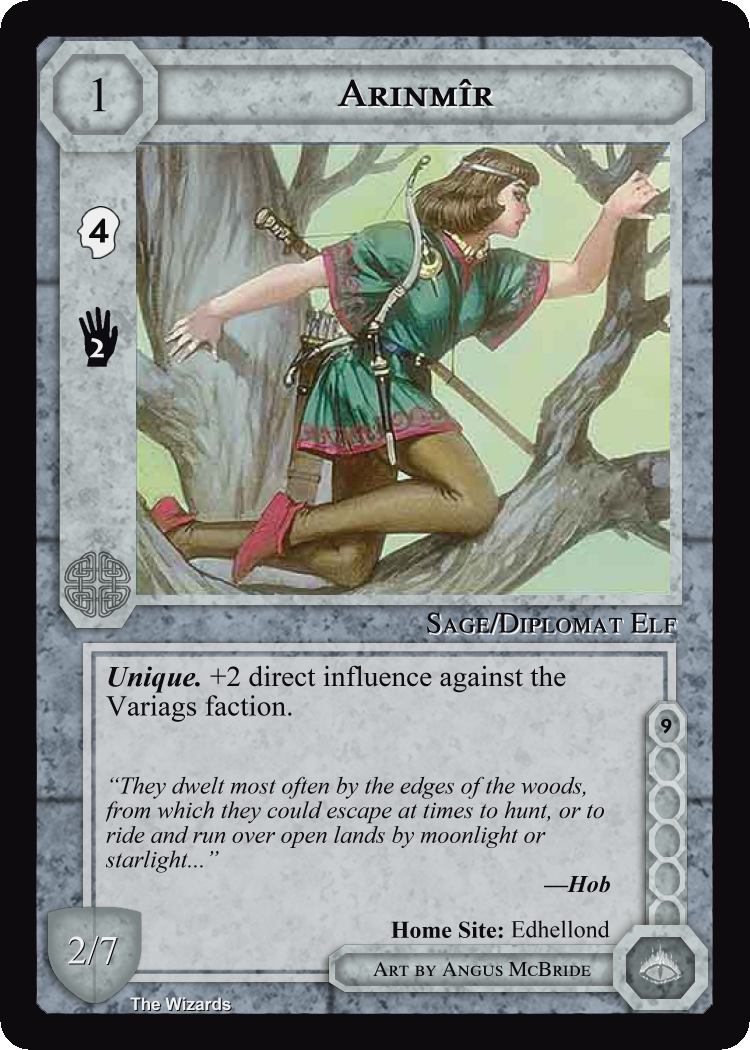 1
Arinmîr
4
2
Sage/Diplomat Elf
Unique. +2 direct influence against the
Variags faction.
9
“They dwelt most often by the edges of the woods,
from which they could escape at times to hunt, or to
ride and run over open lands by moonlight or
starlight...”
—Hob
Home Site: Edhellond
2/7
Art by Angus McBride
The Wizards